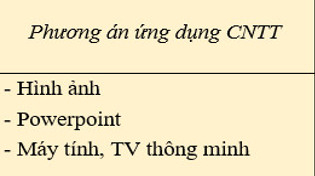 Phương án ứng dụng CNTT
- Hình ảnh
- Powerpoint
- Máy tính, TV thông minh